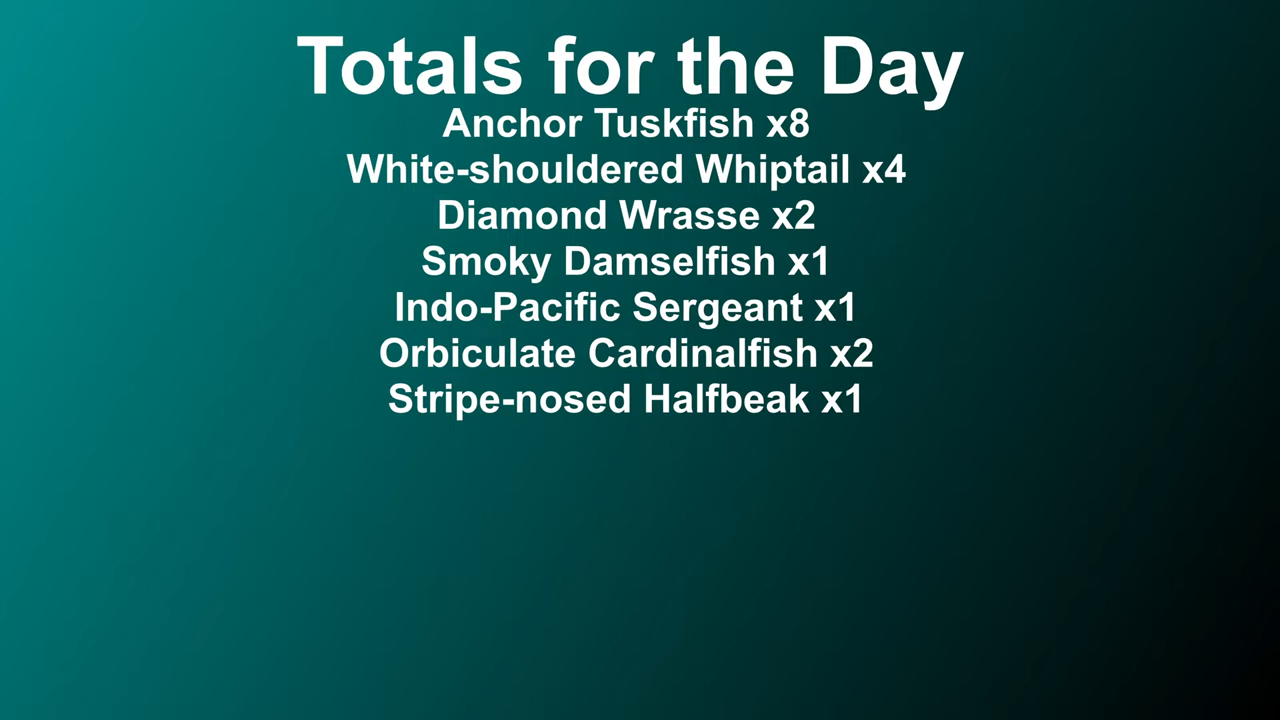 Totals for the Day
Anchor Tuskfish x8
White-shouldered Whiptail x4
Diamond Wrasse x2
Smoky Damselfish x1
Indo-Pacific Sergeant x1
Orbiculate Cardinalfish x2
Stripe-nosed Halfbeak x1